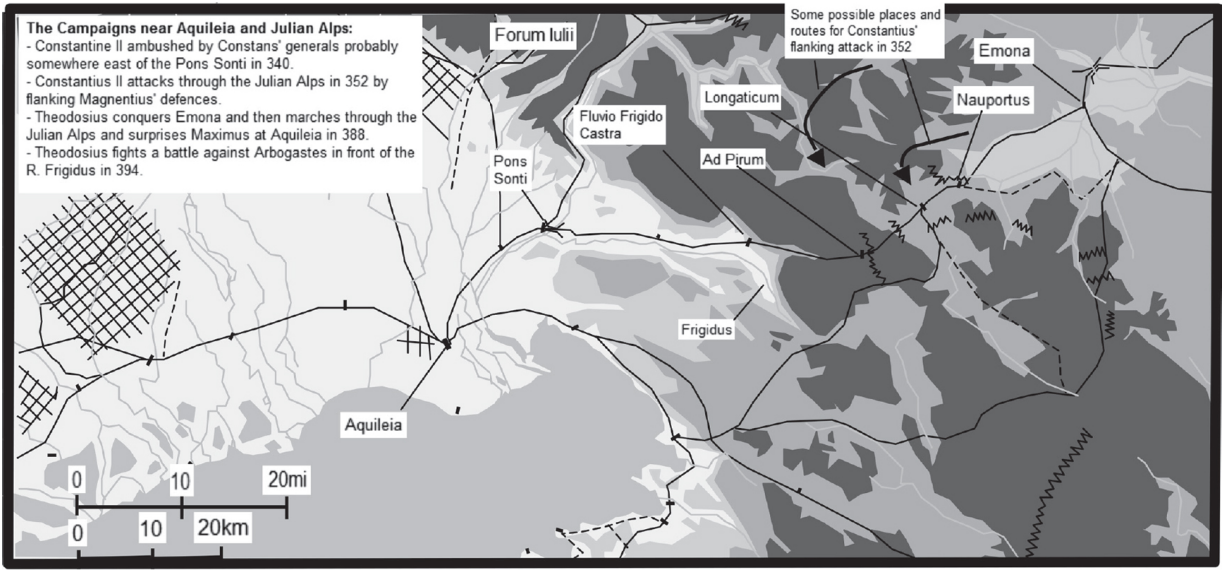 The Campaigns near Aquileia and Julian Alps:
- Constantine II ambushed by Constans' generals probably
somewhere east of the Pons Sonti in 340.
- Constantius II attacks through the Julian Alps in 352 by
flanking Magnentius' defences.
- Theodosius conquers Emona and then marches through the
Julian Alps and surprises Maximus at Aquileia in 388.
- Theodosius fights a battle against Arbogastes in front of the
R. Frigidus in 394.
Forum Iulii
Some possible places and
routes for Constantius'
flanking attack in 352
Emona
Longaticum
Nauportus
Fluvio Frigido
Castra
Pons
Sonti
Ad Pirum
Frigidus
Aquileia
0 10 20mi
0 10 20km